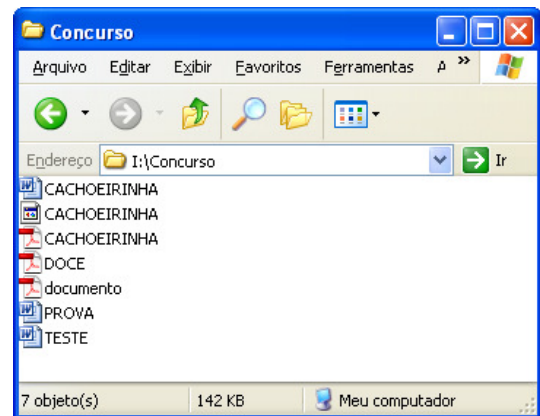 Concurso
Arquivo Editar Exibir Favoritos Ferramentas A »
Endereço I:\Concurso Ir
CACHOEIRINHA
CACHOEIRINHA
CACHOEIRINHA
DOCE
documento
PROVA
TESTE
7 objeto(s) 142 KB Meu computador